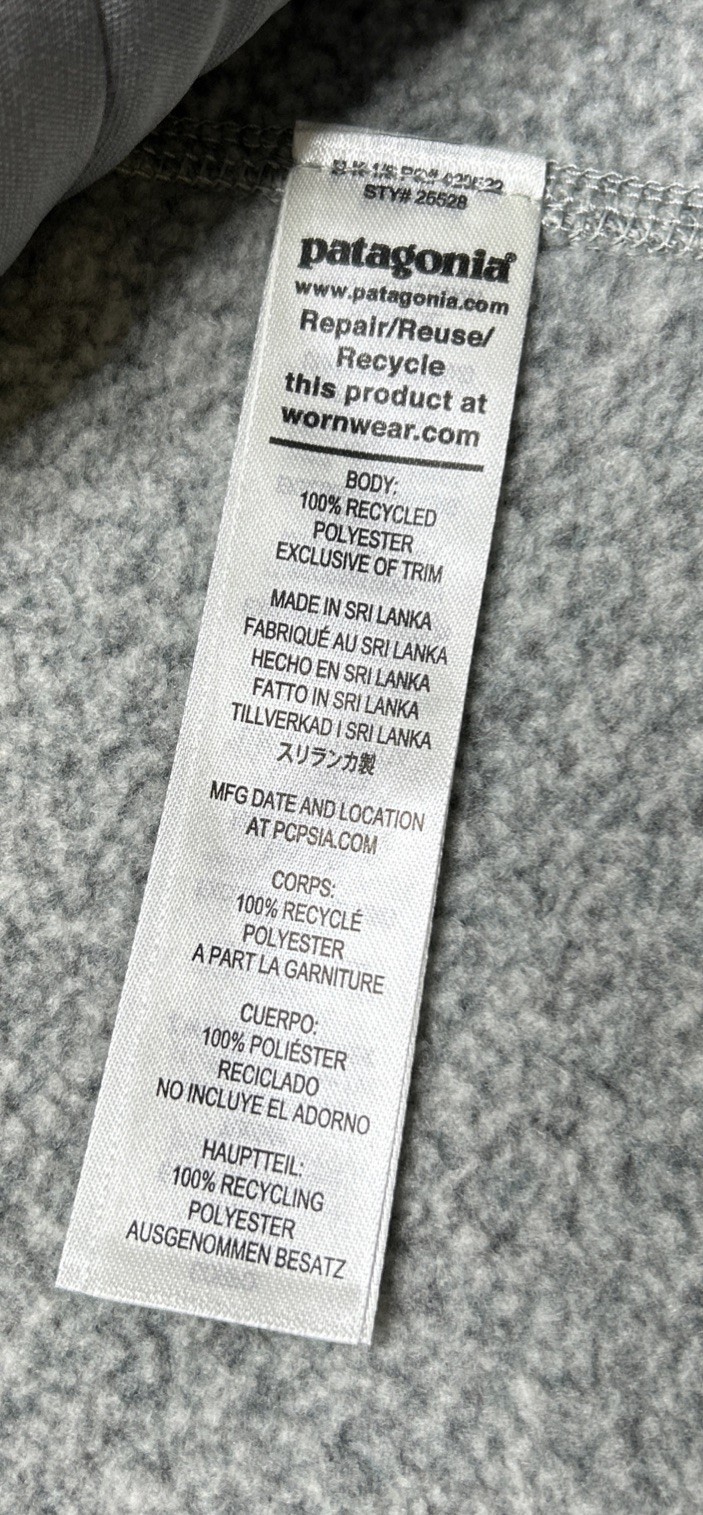 STY# 25528
patagonia®
www.patagonia.com
Repair/Reuse/
Recycle
this product at
wornwear.com
BODY:
100% RECYCLED
POLYESTER
EXCLUSIVE OF TRIM
MADE IN SRI LANKA
FABRIQUÉ AU SRI LANKA
HECHO EN SRI LANKA
FATTO IN SRI LANKA
TILLVERKAD I SRI LANKA
スリランカ製
MFG DATE AND LOCATION
AT PCPSIA.COM
CORPS:
100% RECYCLÉ
POLYESTER
A PART LA GARNITURE
CUERPO:
100% POLIÉSTER
RECICLADO
NO INCLUYE EL ADORNO
HAUPTTEIL:
100% RECYCLING
POLYESTER
AUSGENOMMEN BESATZ